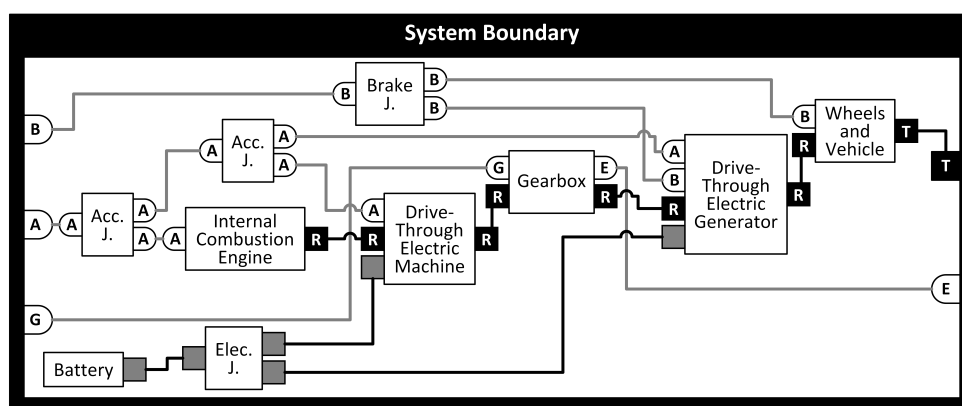 System Boundary
B
B
Brake
J.
B
B
A
Acc.
J.
A
A
A
A
Acc.
J.
A
A
A
Internal
Combustion
Engine
R
A
R
Drive-
Through
Electric
Machine
R
G
Gearbox
E
R
R
A
B
R
Drive-
Through
Electric
Generator
R
B
R
Wheels
and
Vehicle
T
T
E
G
Battery
Elec.
J.